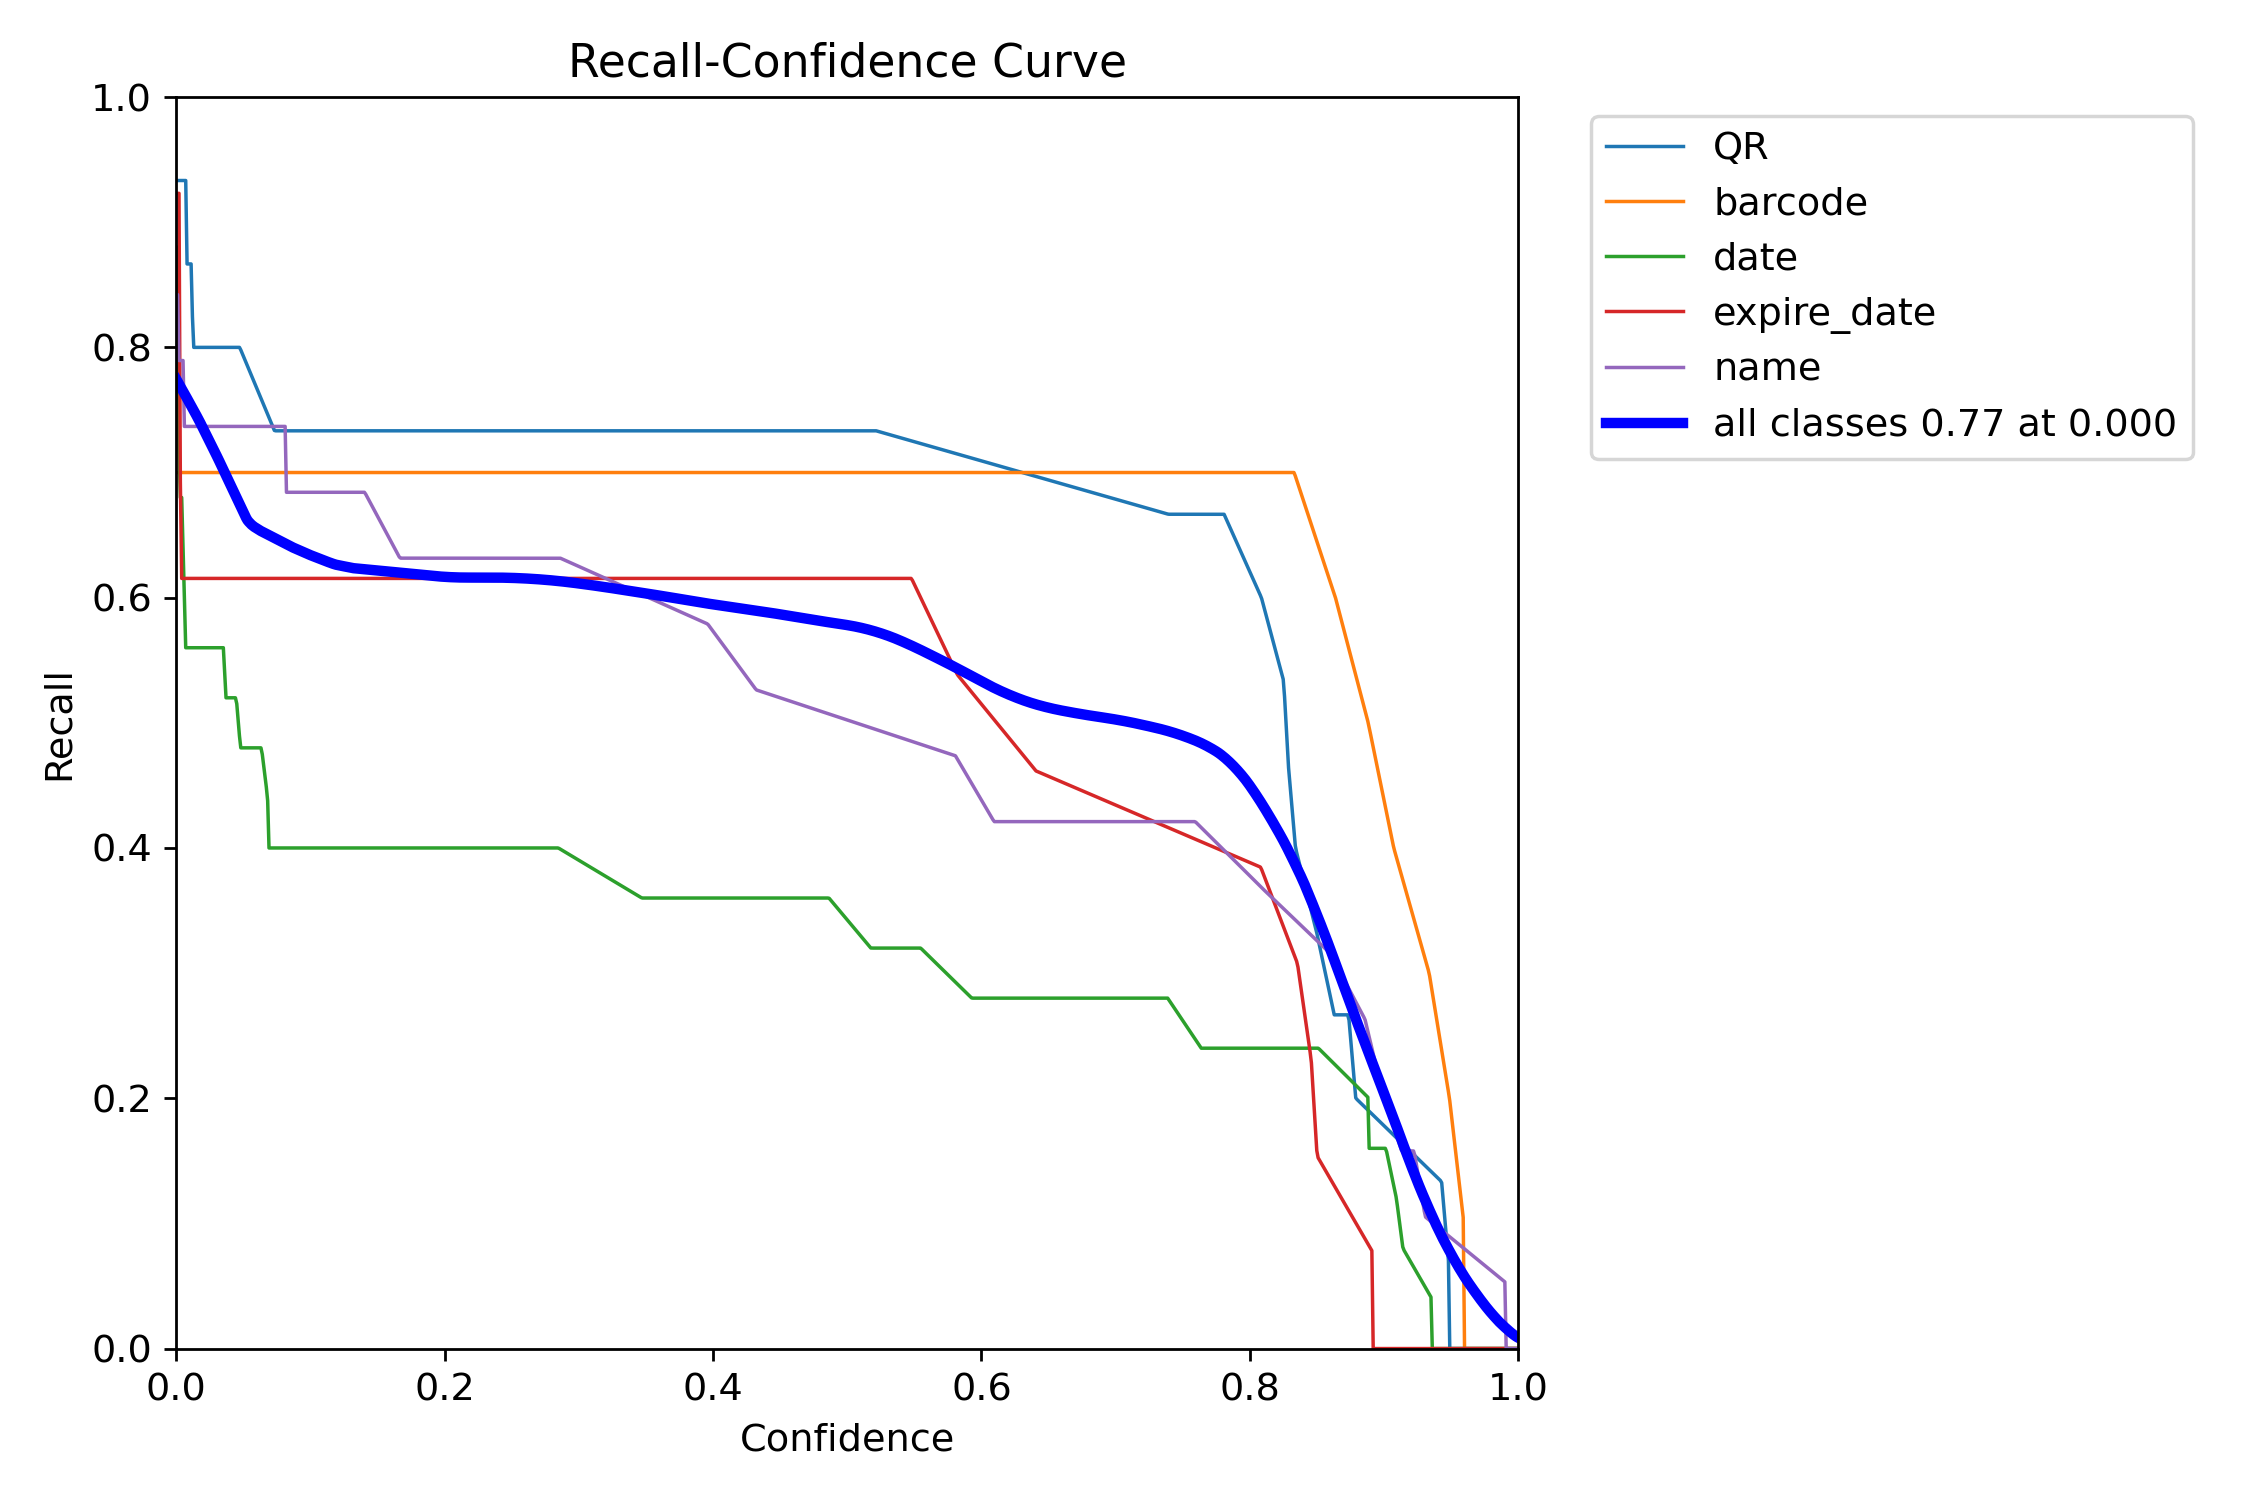 Recall-Confidence Curve
1.0
0.8
0.6
0.4
0.2
0.0
Recall
0.0 0.2 0.4 0.6 0.8 1.0
Confidence
QR
barcode
date
expire_date
name
all classes 0.77 at 0.000